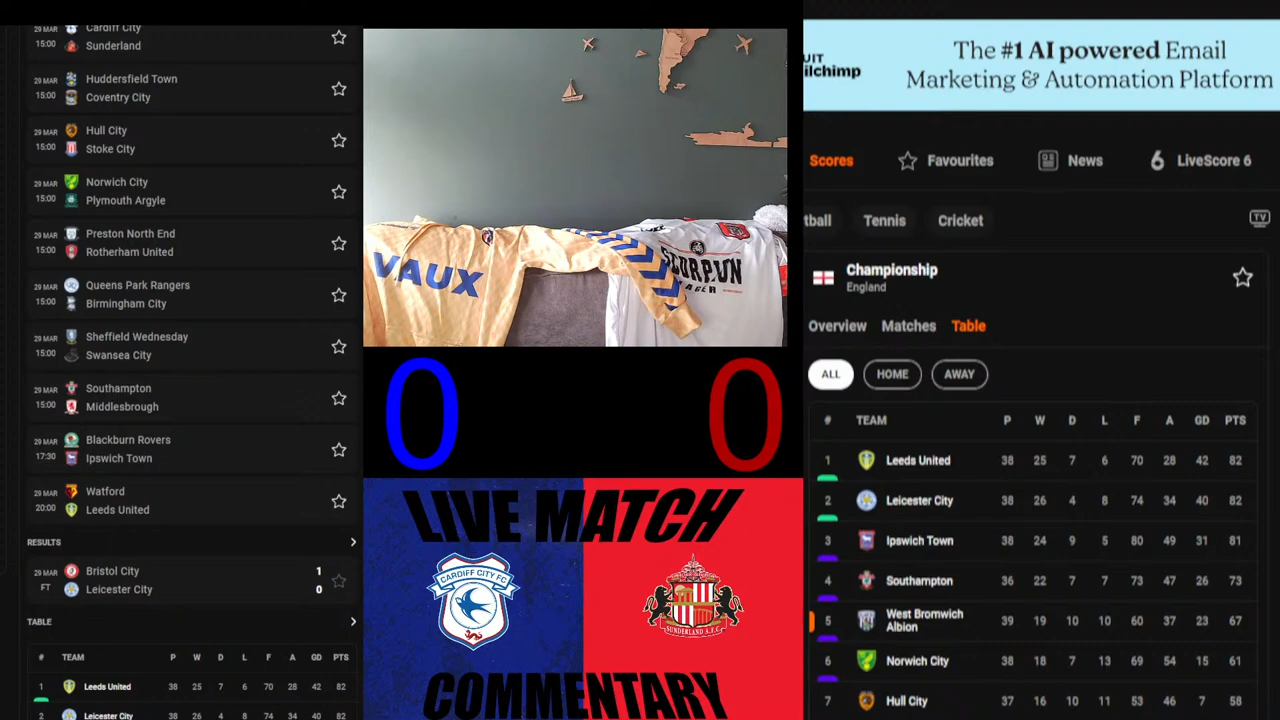 Cardiff City
29 MAR
15:00
Sunderland
29 MAR
15:00
Huddersfield Town
Coventry City
29 MAR
15:00
Hull City
Stoke City
29 MAR
15:00
Norwich City
Plymouth Argyle
29 MAR
15:00
Preston North End
Rotherham United
29 MAR
15:00
Queens Park Rangers
Birmingham City
29 MAR
15:00
Sheffield Wednesday
Swansea City
29 MAR
15:00
Southampton
Middlesbrough
29 MAR
17:30
Blackburn Rovers
Ipswich Town
29 MAR
20:00
Watford
Leeds United
RESULTS
29 MAR
FT
Bristol City 1
Leicester City 0
TABLE
# TEAM P W D L F A GD PTS
1 Leeds United 38 25 7 6 70 28 42 82
2 Leicester City 38 26 4 8 74 34 40 82
VAUX
SCORPION
LAGER
0 0
LIVE MATCH
CARDIFF CITY FC
SUNDERLAND A.F.C
COMMENTARY
UIT
ilchimp
The #1 AI powered Email
Marketing & Automation Platform
Scores Favourites News 6 LiveScore 6
tball Tennis Cricket TV
Championship
England
Overview Matches Table
ALL HOME AWAY
# TEAM P W D L F A GD PTS
1 Leeds United 38 25 7 6 70 28 42 82
2 Leicester City 38 26 4 8 74 34 40 82
3 Ipswich Town 38 24 9 5 80 49 31 81
4 Southampton 36 22 7 7 73 47 26 73
5 West Bromwich
Albion 39 19 10 10 60 37 23 67
6 Norwich City 38 18 7 13 69 54 15 61
7 Hull City 37 16 10 11 53 46 7 58